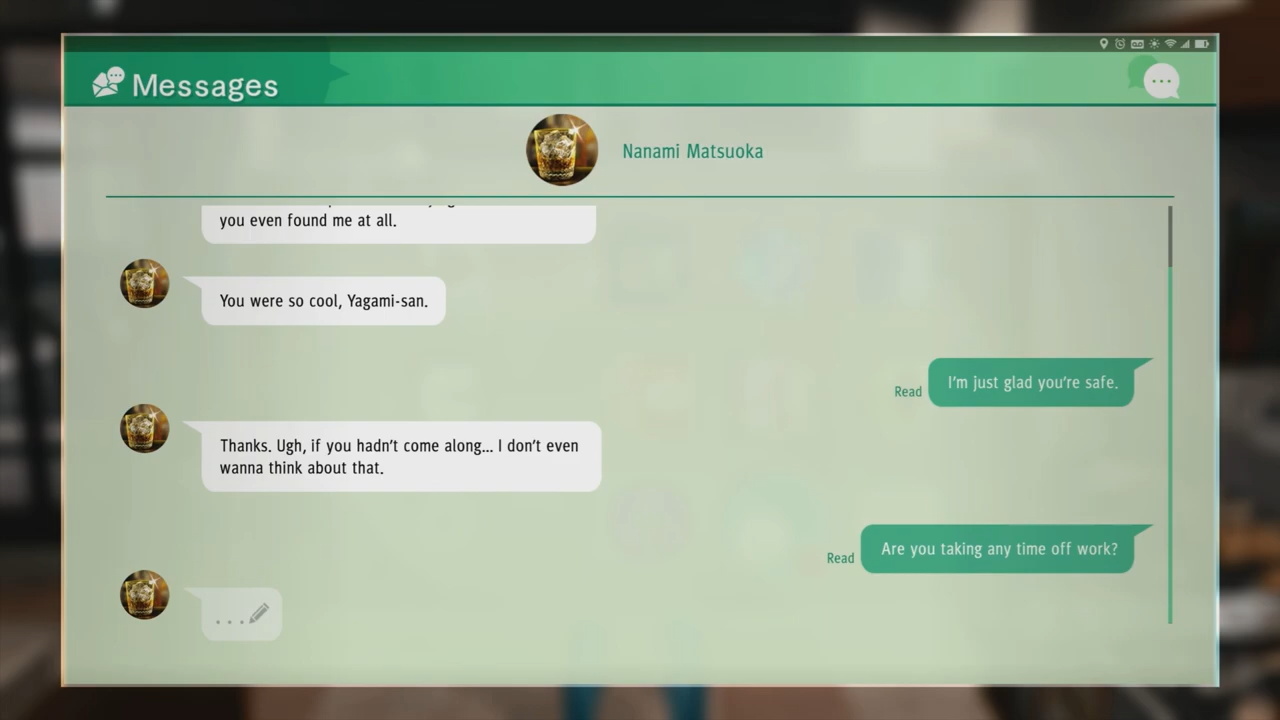 Messages
Nanami Matsuoka
you even found me at all.
You were so cool, Yagami-san.
I'm just glad you're safe.
Read
Thanks. Ugh, if you hadn't come along... I don't even
wanna think about that.
Are you taking any time off work?
Read
...